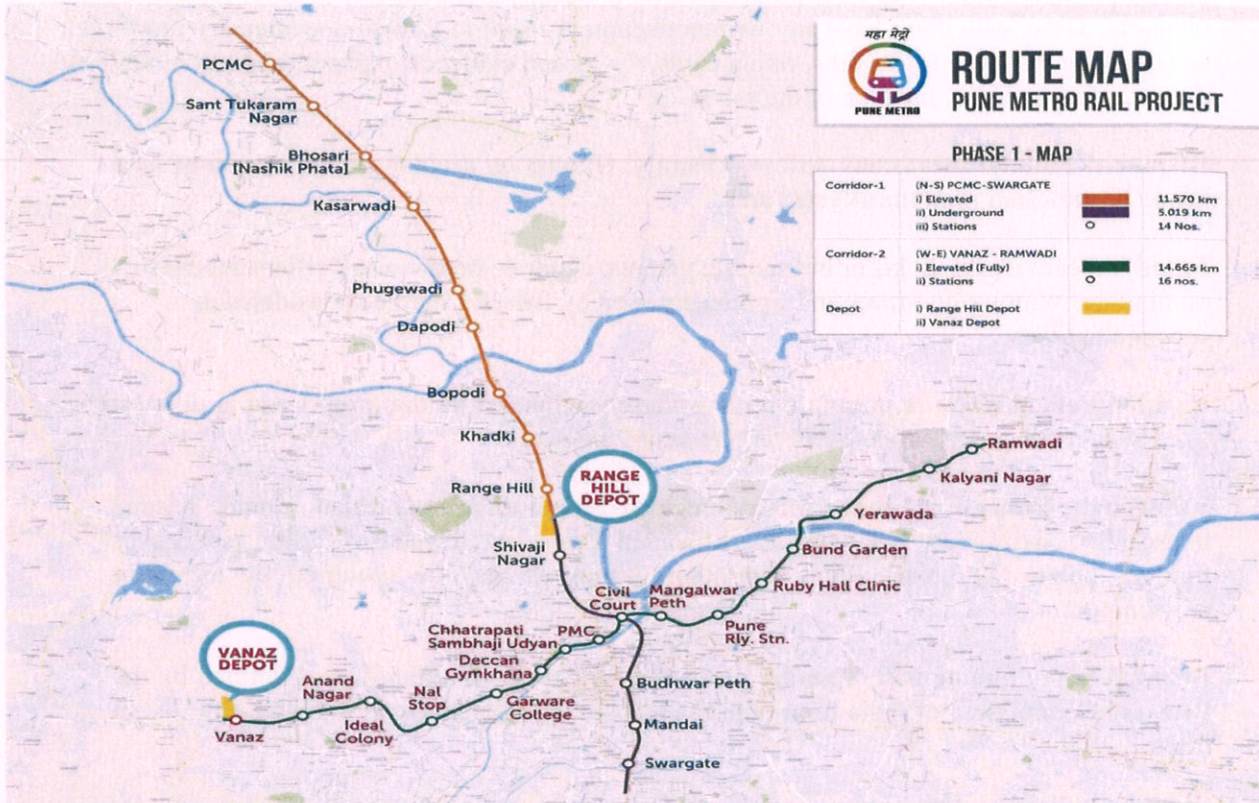 महा मेट्रो
PUNE METRO
ROUTE MAP
PUNE METRO RAIL PROJECT
PHASE 1 - MAP
Corridor-1 (N-S) PCMC-SWARGATE
i) Elevated 11.570 km
ii) Underground 5.019 km
iii) Stations 14 Nos.
Corridor-2 (W-E) VANAZ - RAMWADI
i) Elevated (Fully) 14.665 km
ii) Stations 16 nos.
Depot i) Range Hill Depot
ii) Vanaz Depot
PCMC
Sant Tukaram
Nagar
Bhosari
[Nashik Phata]
Kasarwadi
Phugewadi
Dapodi
Bopodi
Khadki
Range Hill
RANGE
HILL
DEPOT
Shivaji
Nagar
Ramwadi
Kalyani Nagar
Yerawada
Bund Garden
Ruby Hall Clinic
Civil
Court
Mangalwar
Peth
Pune
Rly. Stn.
PMC
Chhatrapati
Sambhaji Udyan
Deccan
Gymkhana
Garware
College
Nal
Stop
Ideal
Colony
Anand
Nagar
Vanaz
VANAZ
DEPOT
Budhwar Peth
Mandai
Swargate